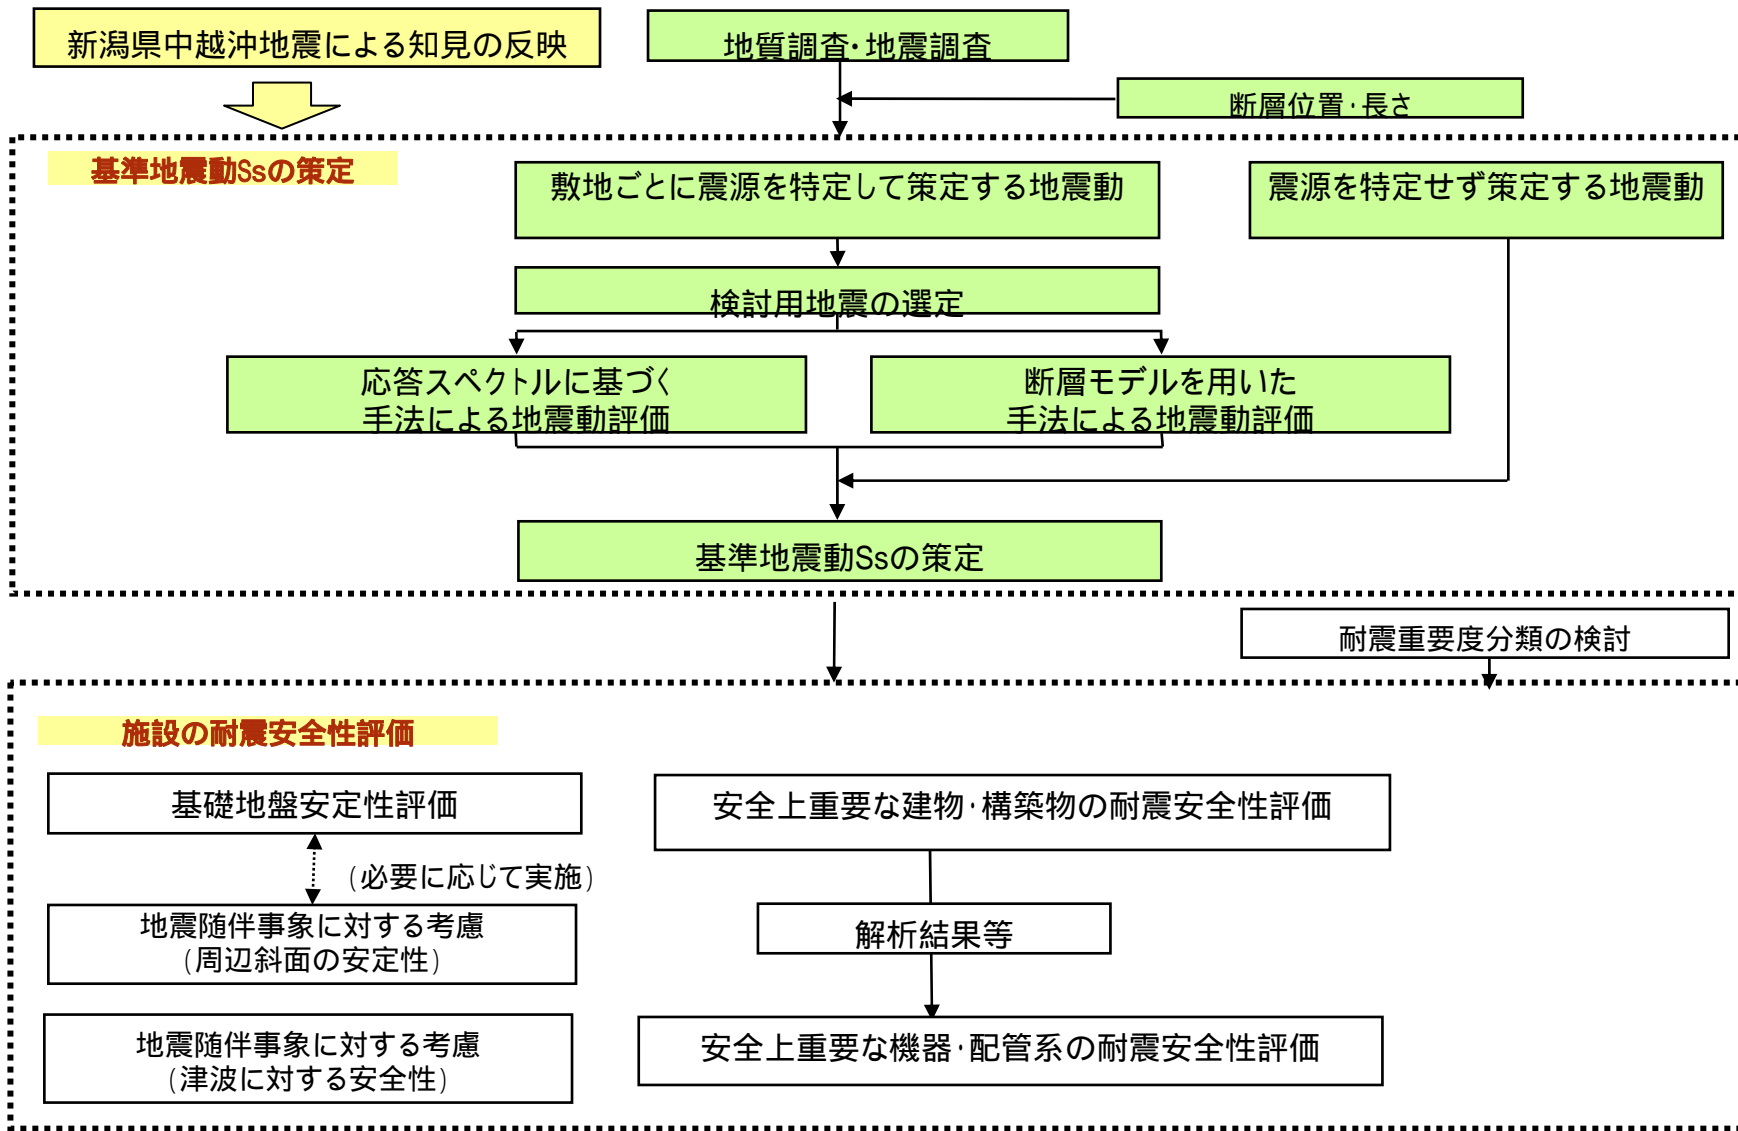 新潟県中越沖地震による知見の反映
地質調査・地震調査
断層位置・長さ
基準地震動Ssの策定
敷地ごとに震源を特定して策定する地震動
震源を特定せず策定する地震動
検討用地震の選定
応答スペクトルに基づく
手法による地震動評価
断層モデルを用いた
手法による地震動評価
基準地震動Ssの策定
耐震重要度分類の検討
施設の耐震安全性評価
基礎地盤安定性評価
安全上重要な建物・構築物の耐震安全性評価
(必要に応じて実施)
地震随伴事象に対する考慮
(周辺斜面の安定性)
解析結果等
地震随伴事象に対する考慮
(津波に対する安全性)
安全上重要な機器・配管系の耐震安全性評価